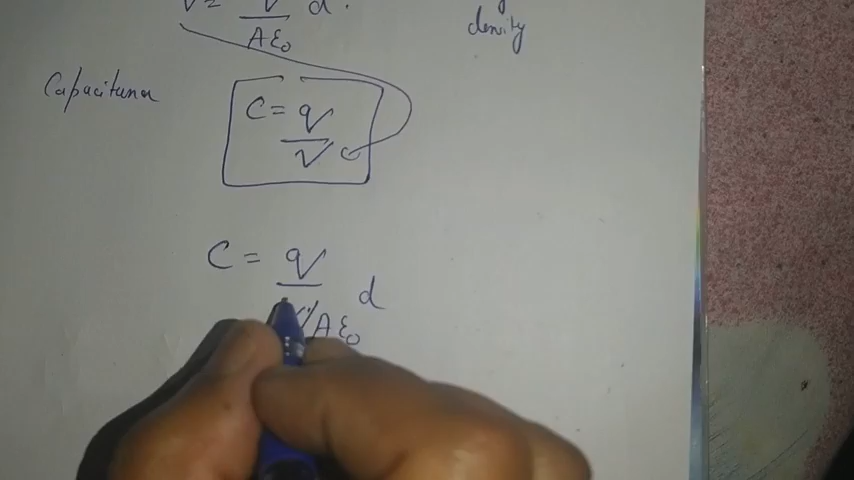 V = q/Aε₀ d.
density
Capacitance
C = q/V
C = q/q/Aε₀ d